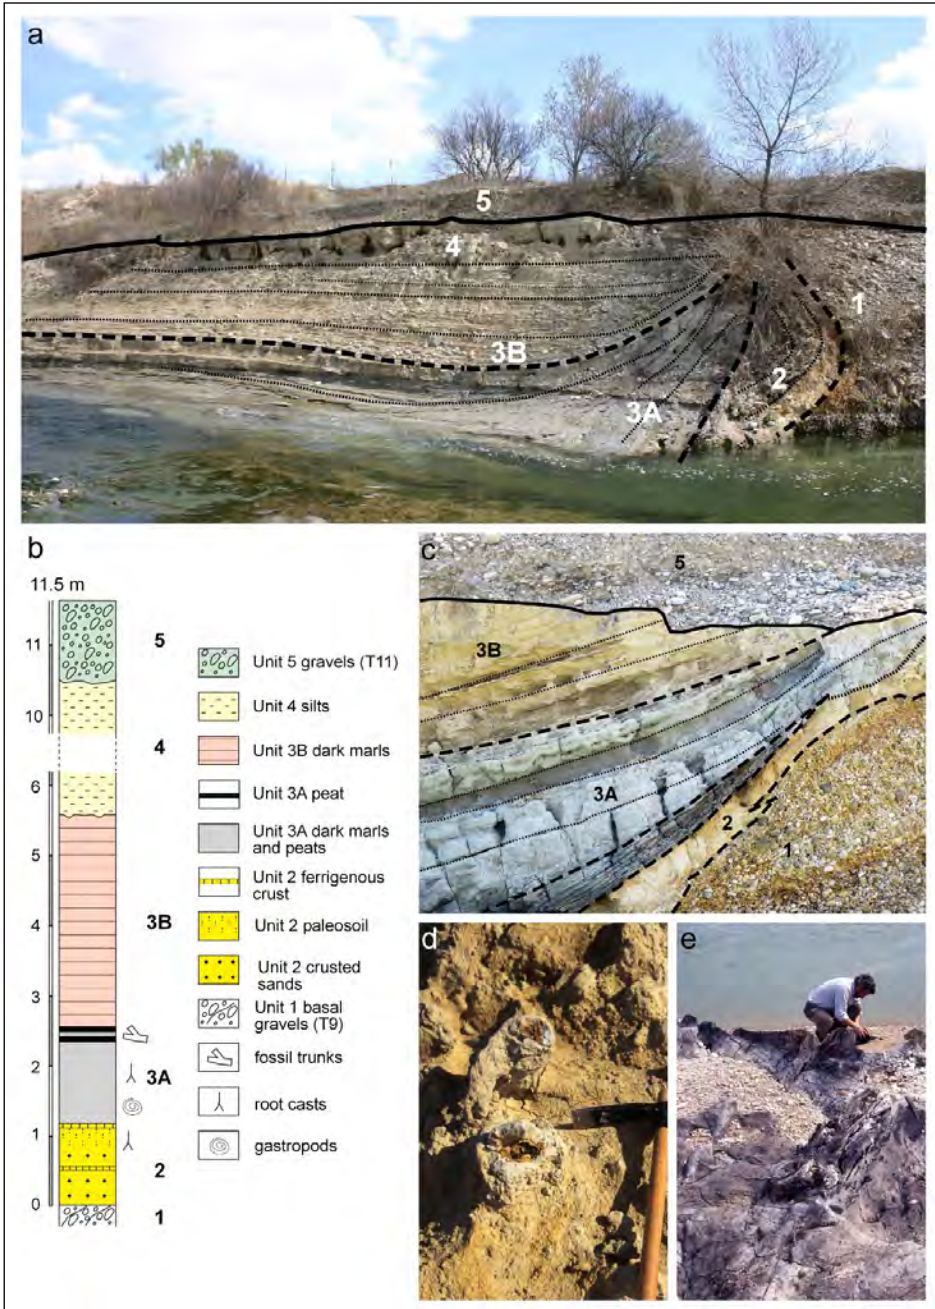 a
5
4
1
3B
2
3A
b
11.5 m
11
10
6
5
4
3
2
1
0
5
4
3B
3A
2
1
Unit 5 gravels (T11)
Unit 4 silts
Unit 3B dark marls
Unit 3A peat
Unit 3A dark marls
and peats
Unit 2 ferrigenous
crust
Unit 2 paleosoil
Unit 2 crusted
sands
Unit 1 basal
gravels (T9)
fossil trunks
root casts
gastropods
c
5
3B
3A
2
1
d
e